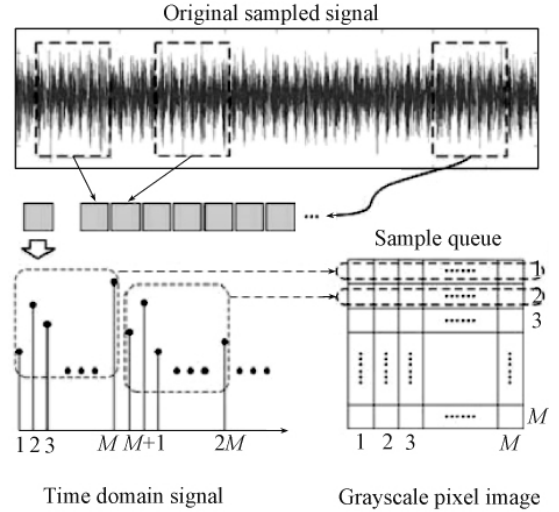 Original sampled signal
...
Sample queue
......
1
......
2
......
3
......
M
1 2 3 M
1 2 3 M M+1 2M
Time domain signal
Grayscale pixel image